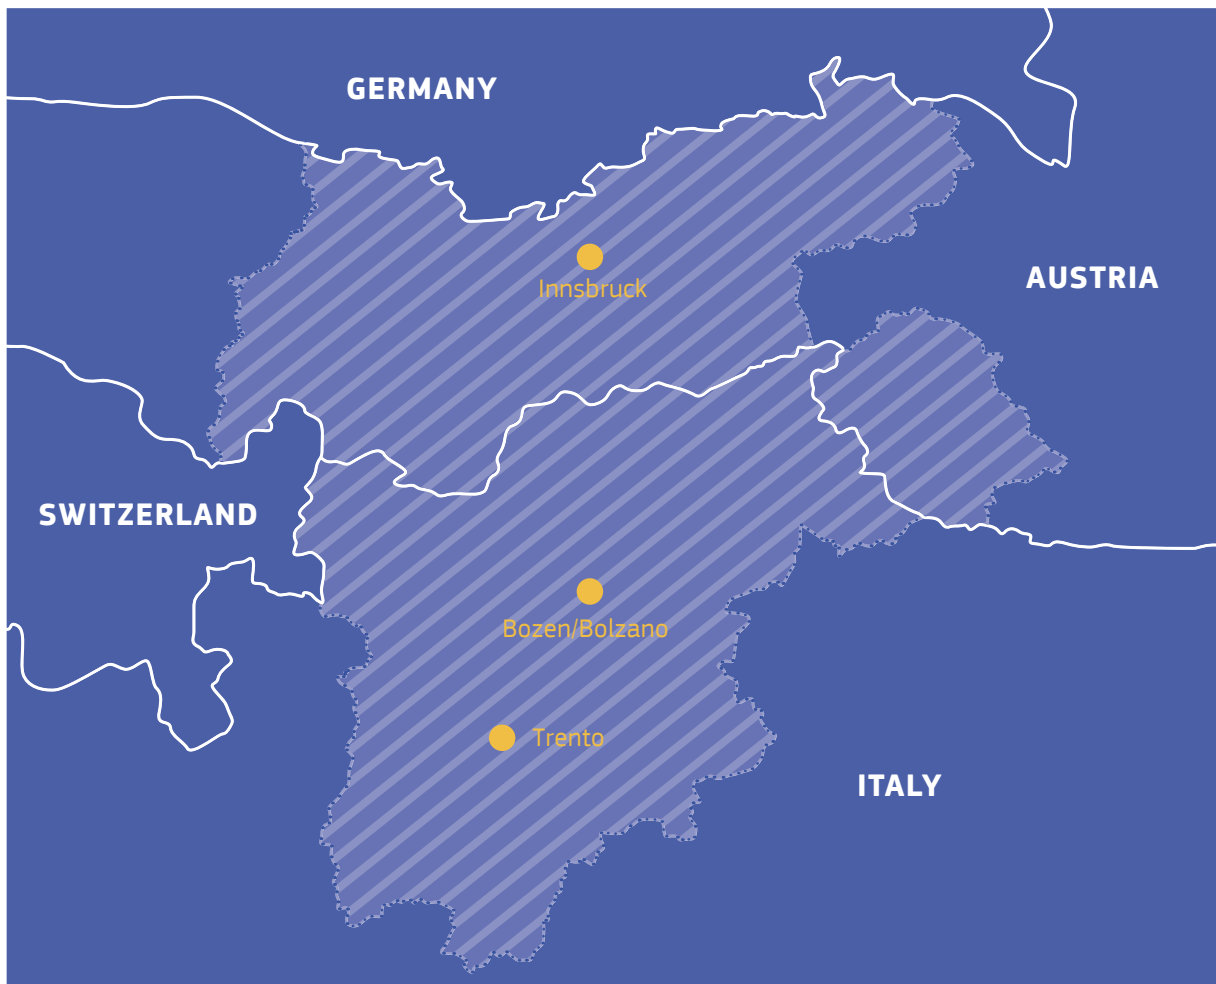 GERMANY
AUSTRIA
Innsbruck
SWITZERLAND
Bozen/Bolzano
Trento
ITALY